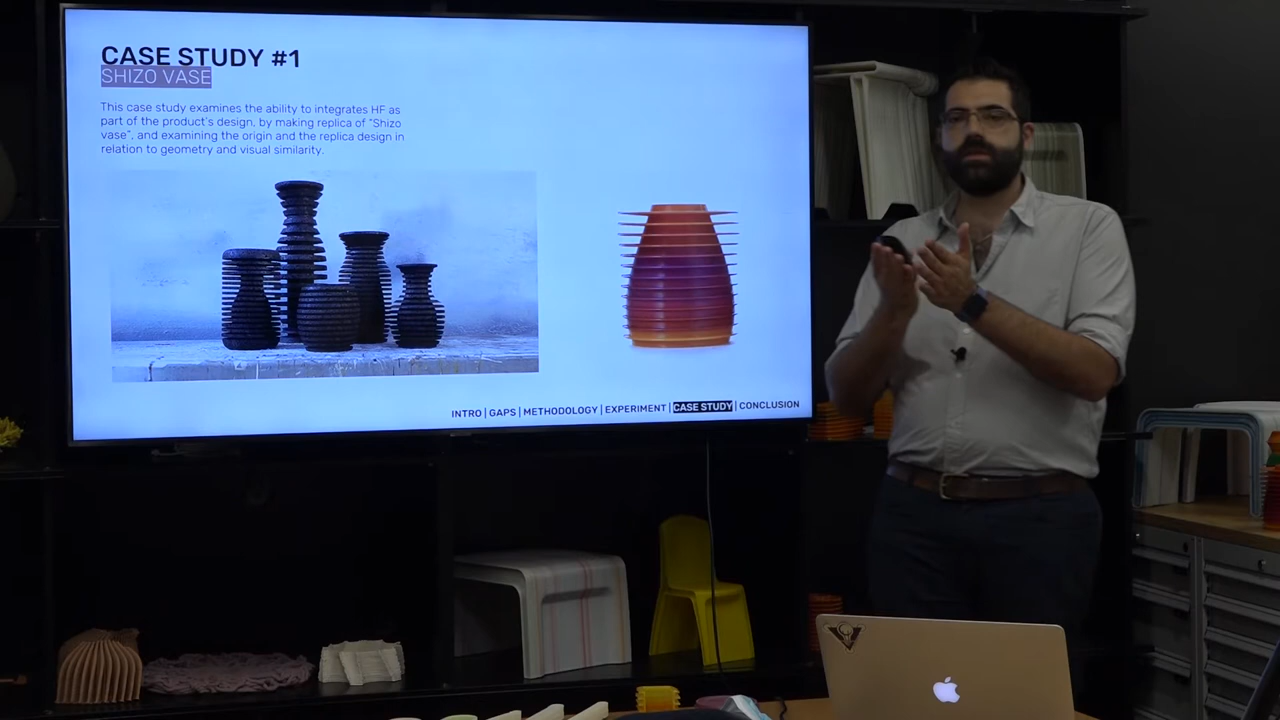 CASE STUDY #1
SHIZO VASE
This case study examines the ability to integrates HF as
part of the product's design, by making replica of "Shizo
vase", and examining the origin and the replica design in
relation to geometry and visual similarity.
INTRO | GAPS | METHODOLOGY | EXPERIMENT | CASE STUDY | CONCLUSION